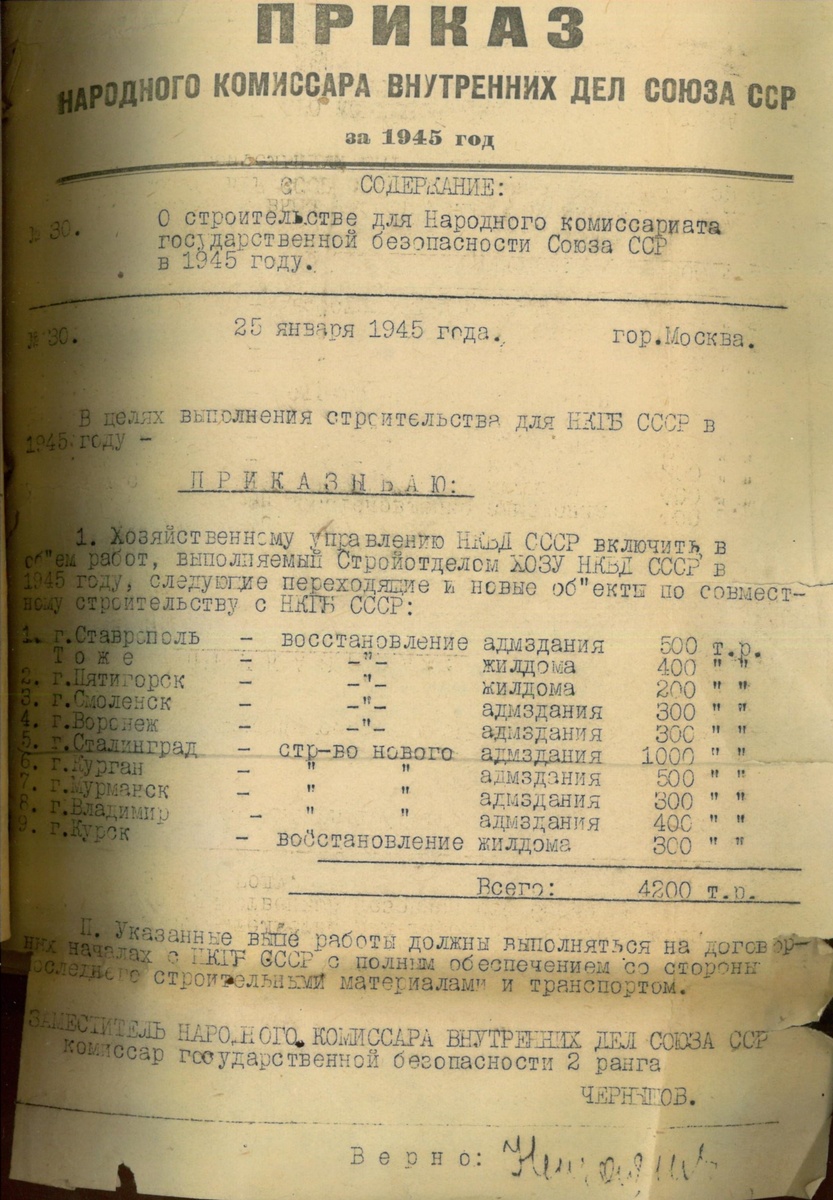 ПРИКАЗ
НАРОДНОГО КОМИССАРА ВНУТРЕННИХ ДЕЛ СОЮЗА ССР
за 1945 год
СОДЕРЖАНИЕ:
№ 30. О строительстве для Народного комиссариата
государственной безопасности Союза ССР
в 1945 году.
№ 30. 25 января 1945 года. гор.Москва.
В целях выполнения строительства для НКГБ СССР в
1945 году –
ПРИКАЗЫВАЮ:
1. Хозяйственному управлению НКВД СССР включить в
об"ем работ, выполняемый Стройотделом ХОЗУ НКВД СССР в
1945 году, следующие переходящие и новые об"екты по совмест-
ному строительству с НКГБ СССР:
1. г.Ставрополь – восстановление адмздания 500 т.р.
Тоже – –"– жилдома 400 " "
2. г.Пятигорск – –"– жилдома 200 " "
3. г.Смоленск – –"– адмздания 300 " "
4. г.Воронеж – –"– адмздания 300 " "
5. г.Сталинград – стр-во нового адмздания 1000 " "
6. г.Курган – " " адмздания 500 " "
7. г.Мурманск – " " адмздания 300 " "
8. г.Владимир – " " адмздания 400 " "
9. г.Курск – восстановление жилдома 300 " "
Всего: 4200 т.р.
П. Указанные выше работы должны выполняться на договор-
ных началах с НКГБ СССР с полным обеспечением со стороны
последнего строительными материалами и транспортом.
ЗАМЕСТИТЕЛЬ НАРОДНОГО КОМИССАРА ВНУТРЕННИХ ДЕЛ СОЮЗА ССР
комиссар государственной безопасности 2 ранга
ЧЕРНЫШОВ.
Верно: